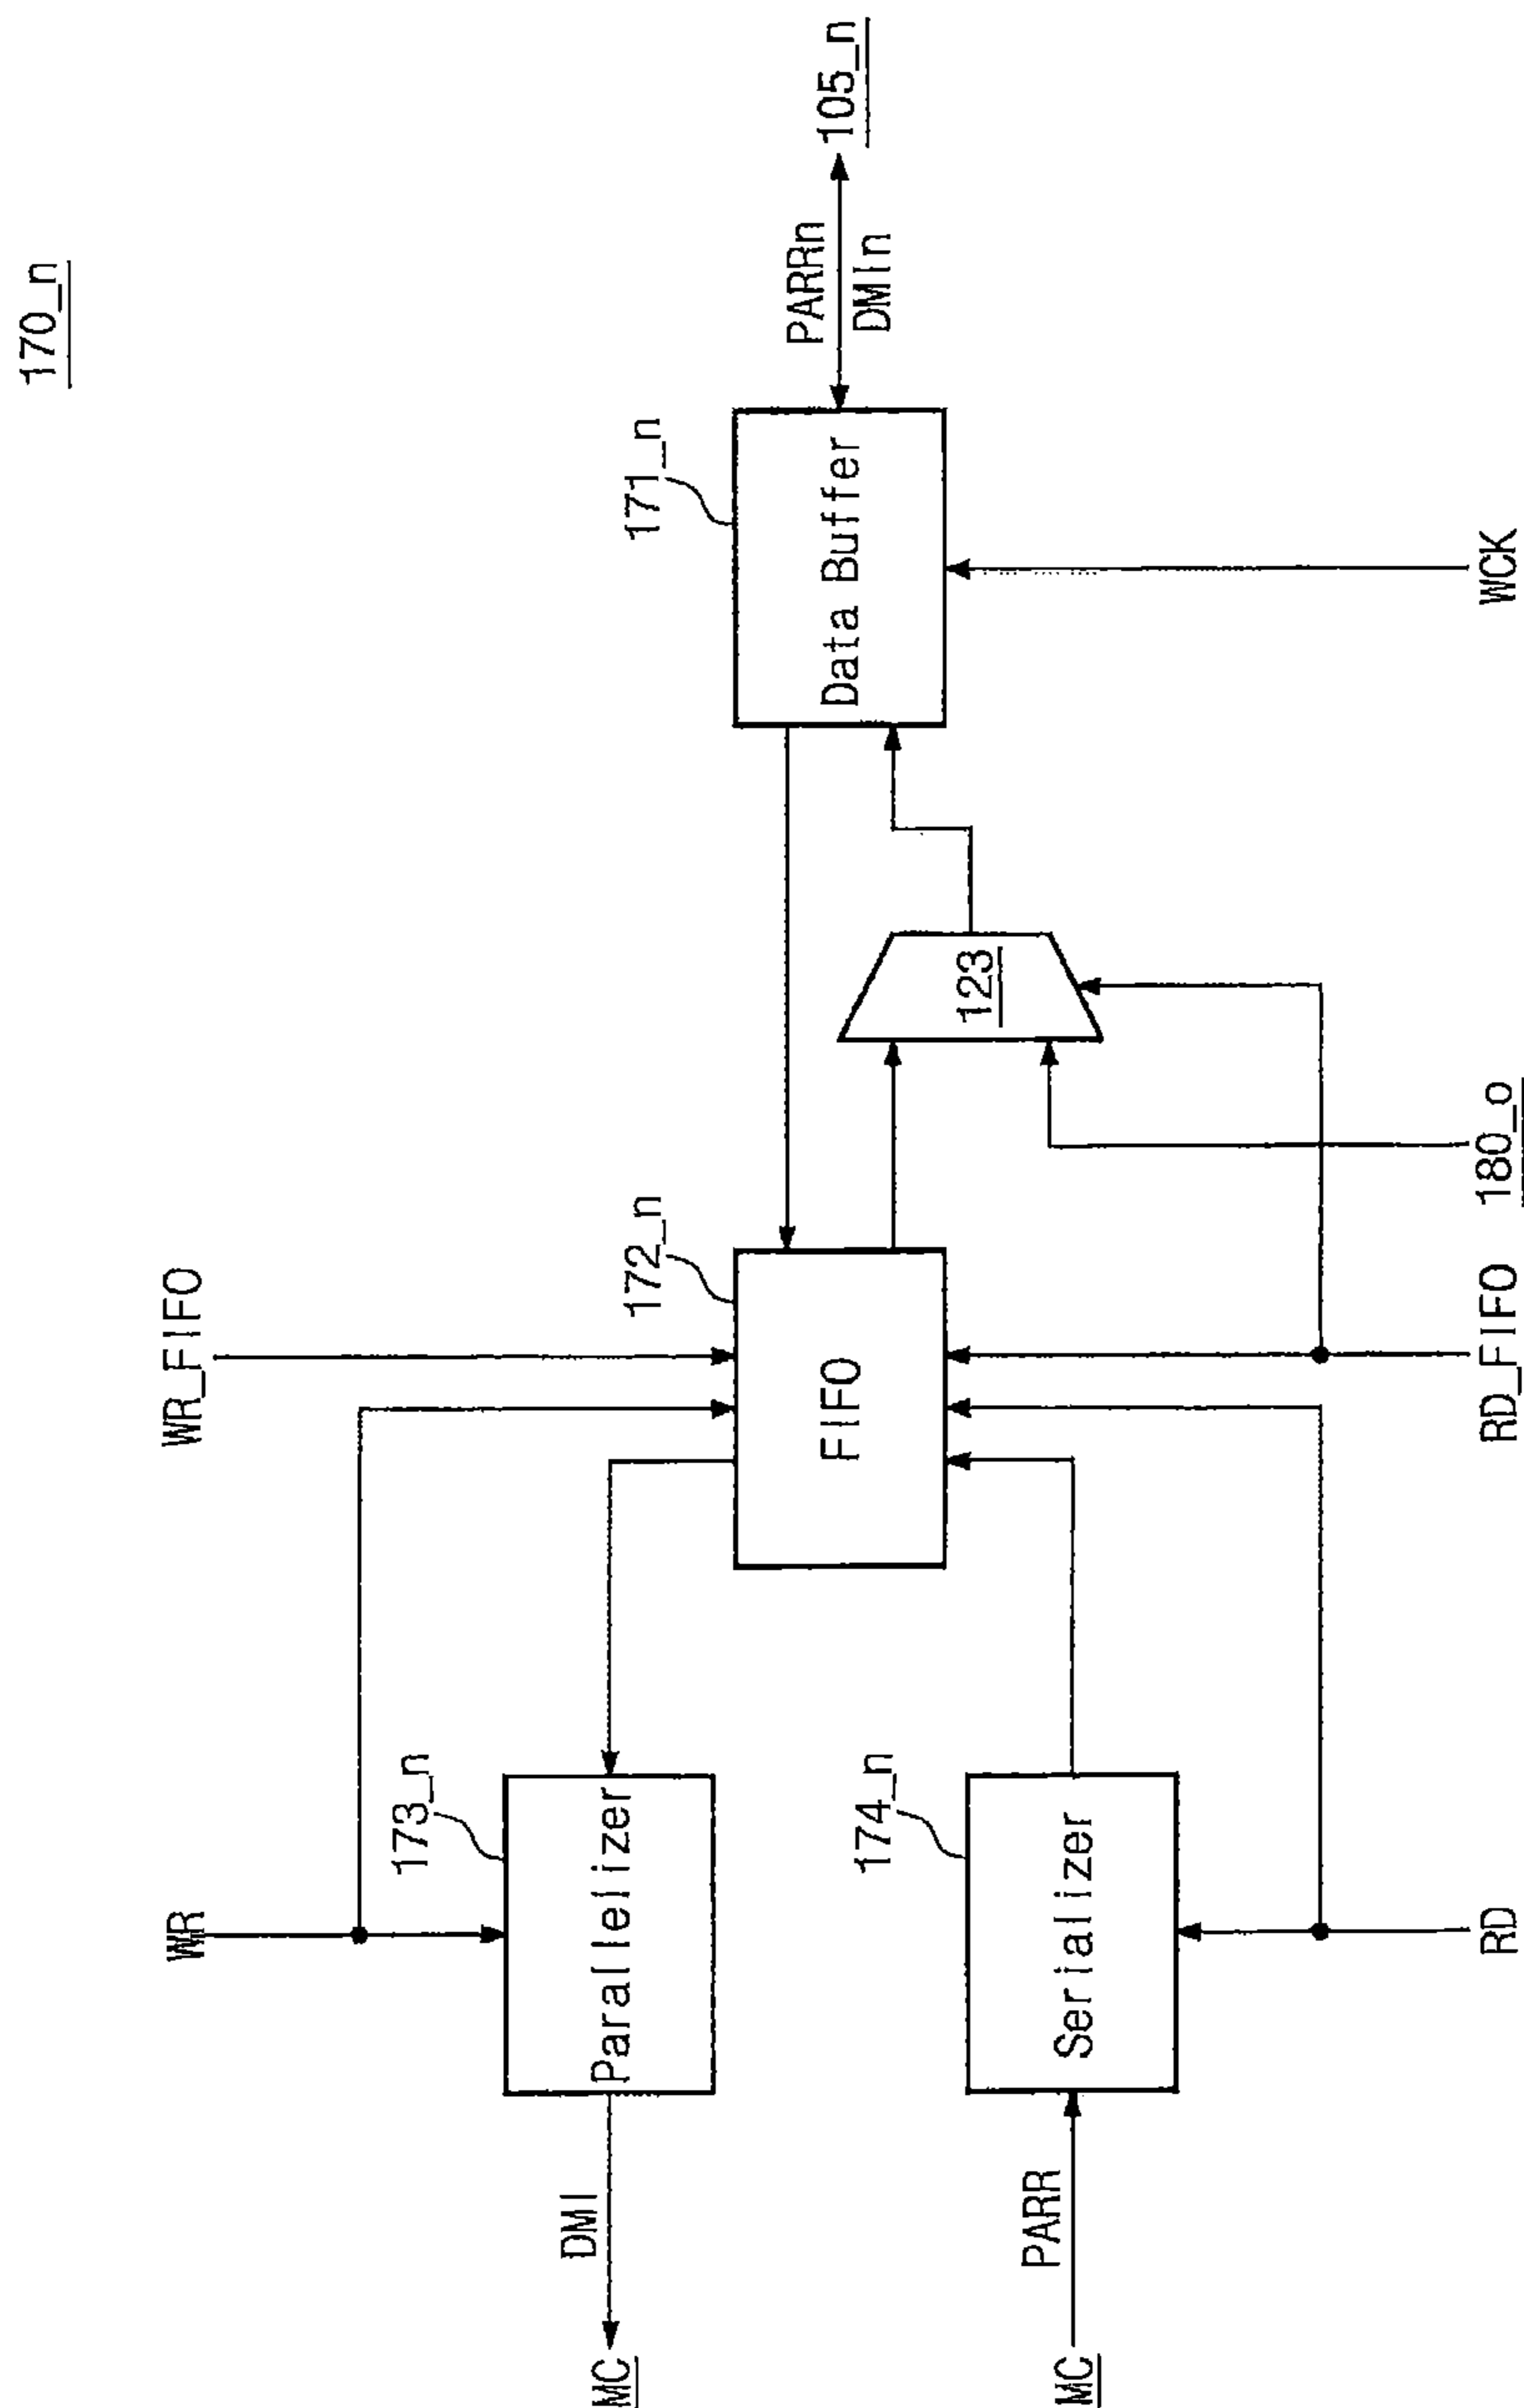 170_n
WR
WR_FIFO
173_n
172_n
171_n
MC
DMI
Parallelizer
FIFO
Data Buffer
PARRn
DMIn
105_n
174_n
123
MC
PARR
Serializer
RD
RD_FIFO
180_o
WCK